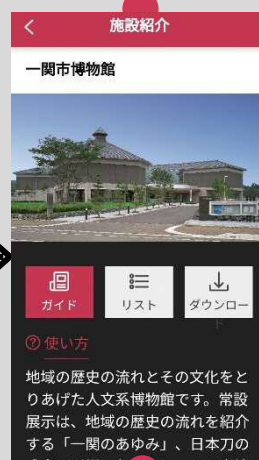 施設紹介
一関市博物館
ガイド
リスト
ダウンロー
ド
使い方
地域の歴史の流れとその文化をと
りあげた人文系博物館です。常設
展示は、地域の歴史の流れを紹介
する「一関のあゆみ」、日本刀の